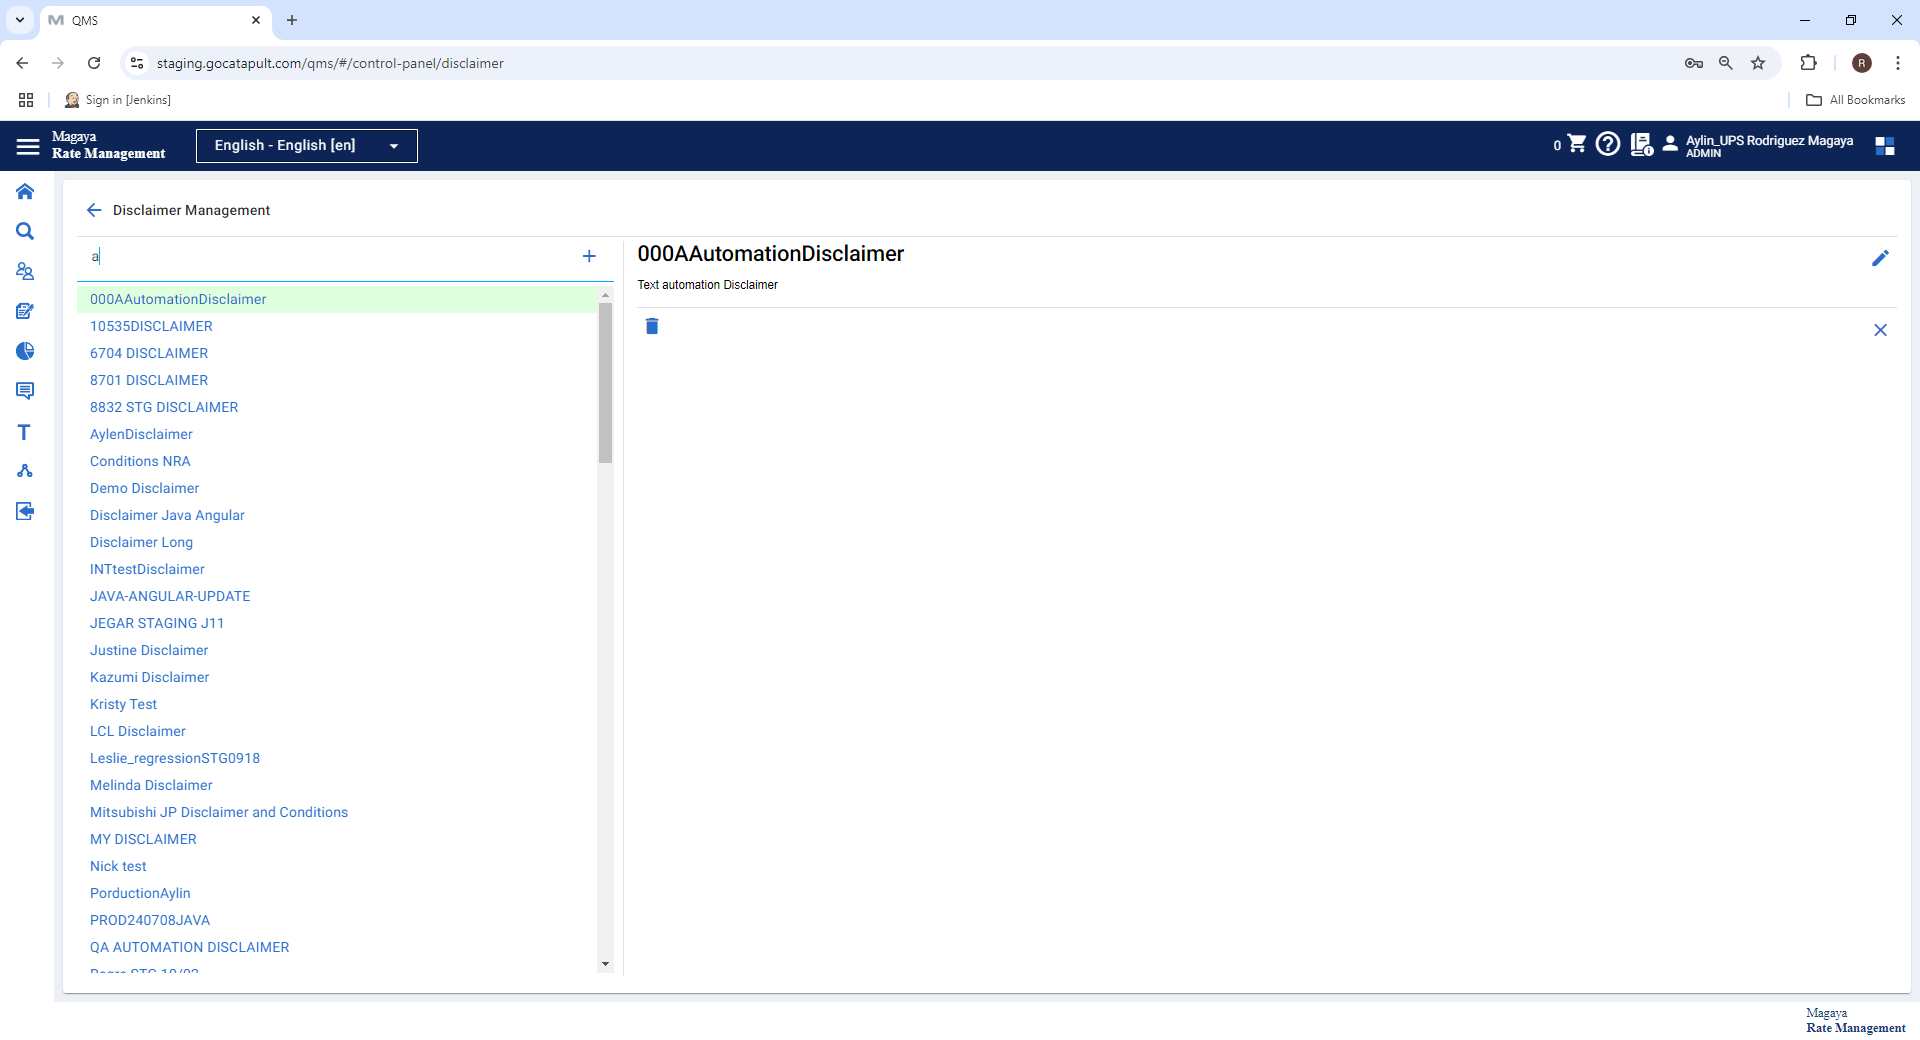 QMS
staging.gocatapult.com/qms/#/control-panel/disclaimer
R
Sign in [Jenkins]
All Bookmarks
Magaya
Rate Management
English - English [en]
0
Aylin_UPS Rodriguez Magaya
ADMIN
Disclaimer Management
a
000AAutomationDisclaimer
10535DISCLAIMER
6704 DISCLAIMER
8701 DISCLAIMER
8832 STG DISCLAIMER
AylenDisclaimer
Conditions NRA
Demo Disclaimer
Disclaimer Java Angular
Disclaimer Long
INTtestDisclaimer
JAVA-ANGULAR-UPDATE
JEGAR STAGING J11
Justine Disclaimer
Kazumi Disclaimer
Kristy Test
LCL Disclaimer
Leslie_regressionSTG0918
Melinda Disclaimer
Mitsubishi JP Disclaimer and Conditions
MY DISCLAIMER
Nick test
PorductionAylin
PROD240708JAVA
QA AUTOMATION DISCLAIMER
000AAutomationDisclaimer
Text automation Disclaimer
Magaya
Rate Management